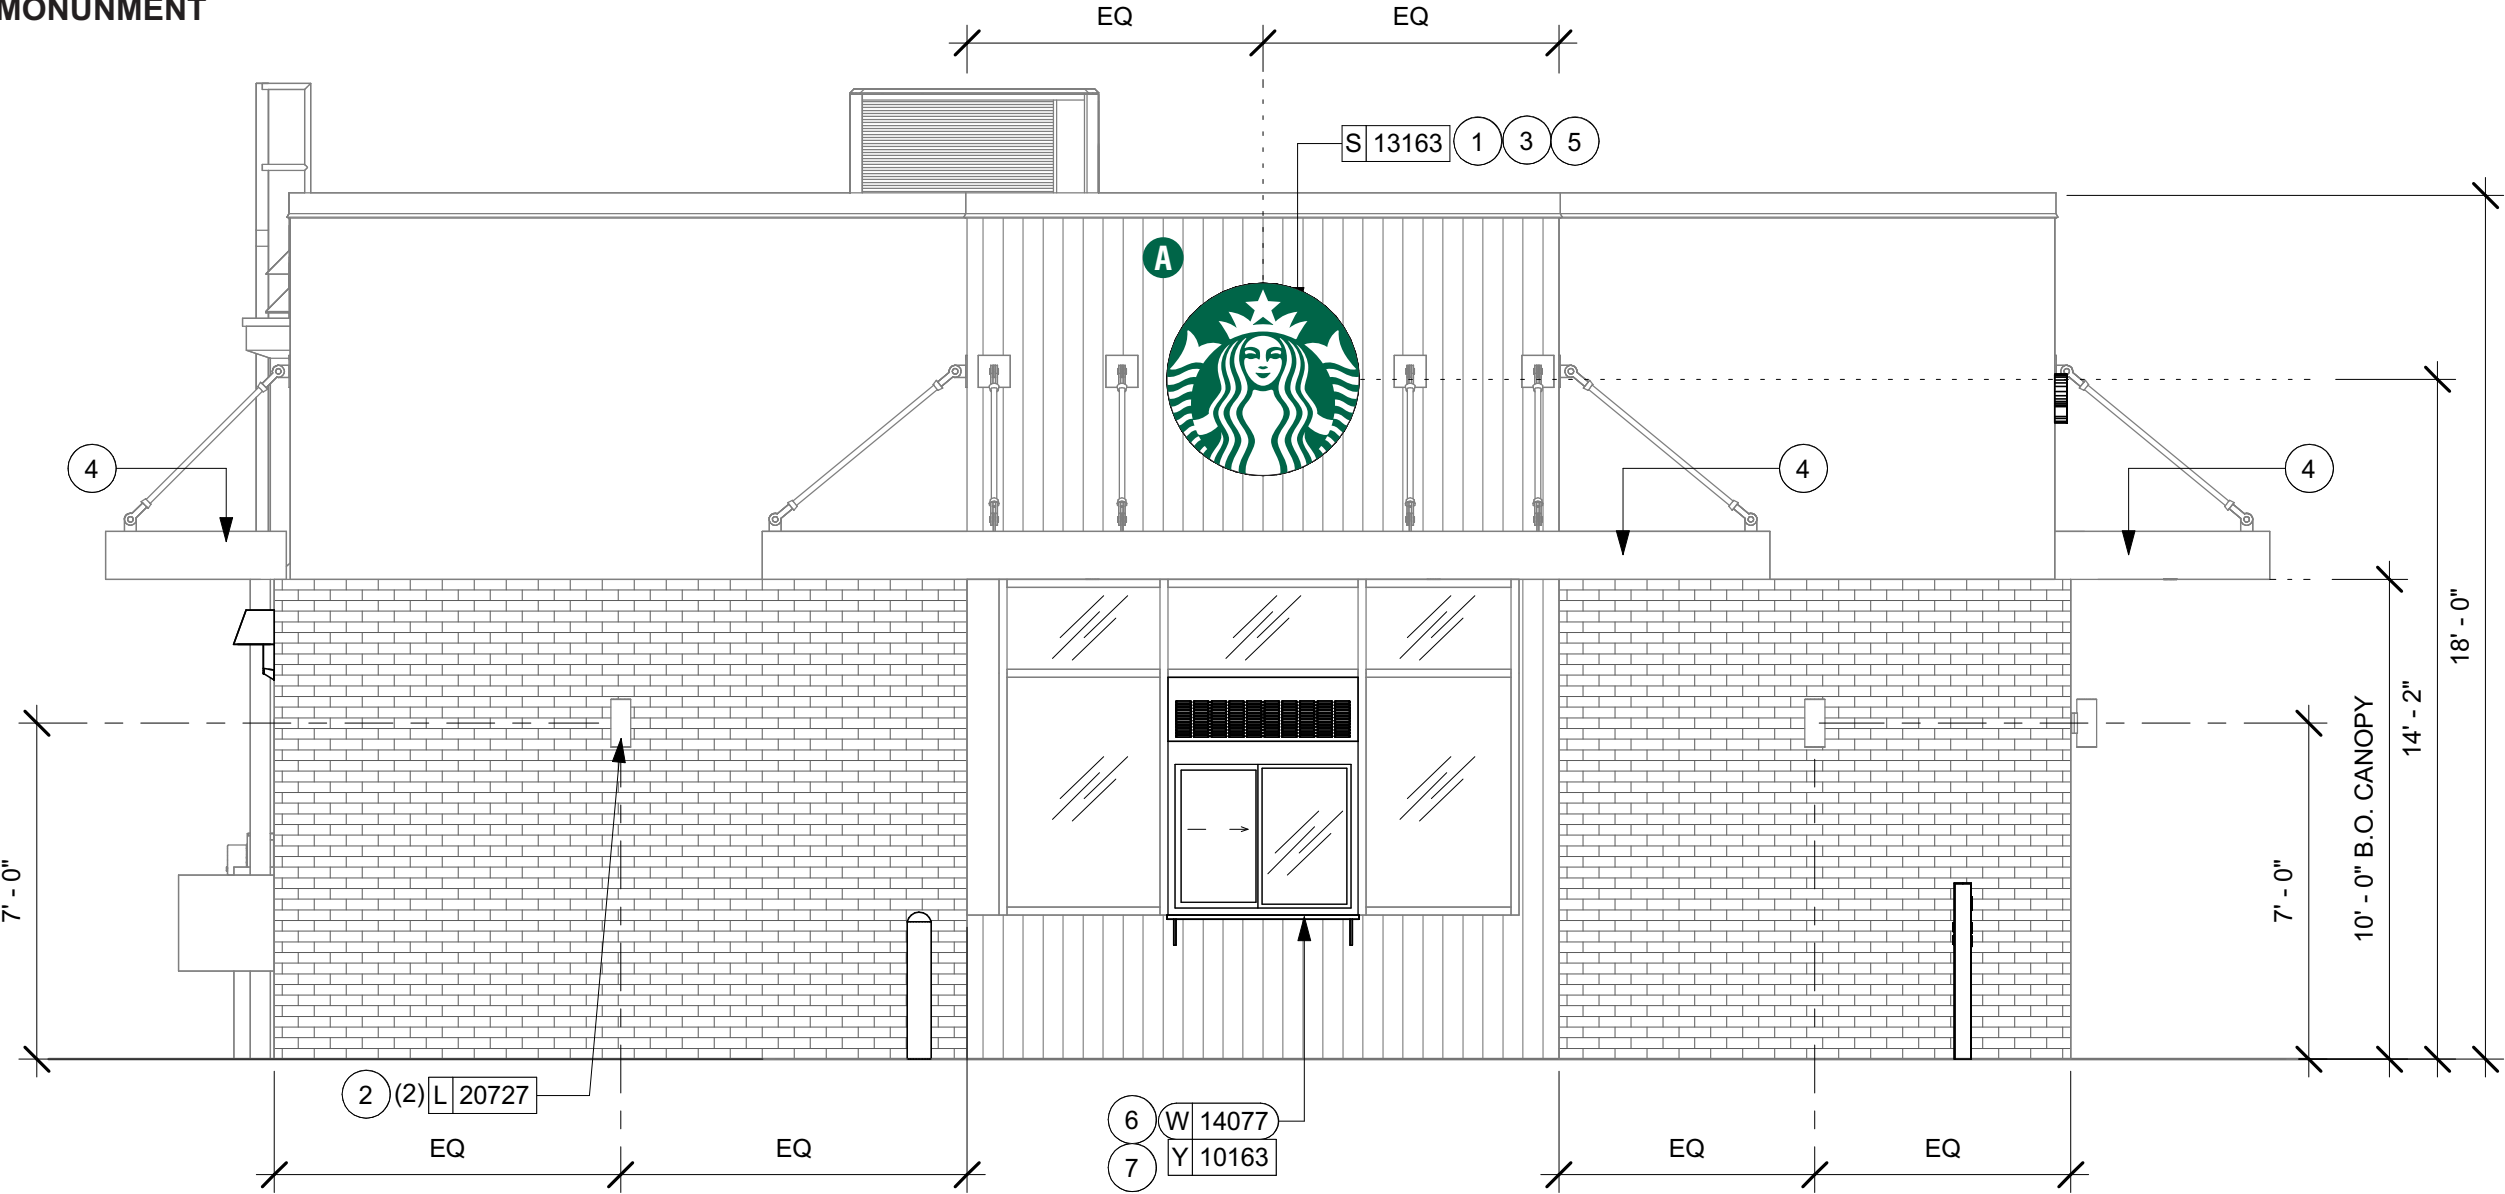 MONUNMENT
EQ
EQ
S 13163 1 3 5
A
4
4
4
18' - 0"
14' - 2"
10' - 0" B.O. CANOPY
7' - 0"
7' - 0"
2 (2) L 20727
6 W 14077
7 Y 10163
EQ
EQ
EQ
EQ